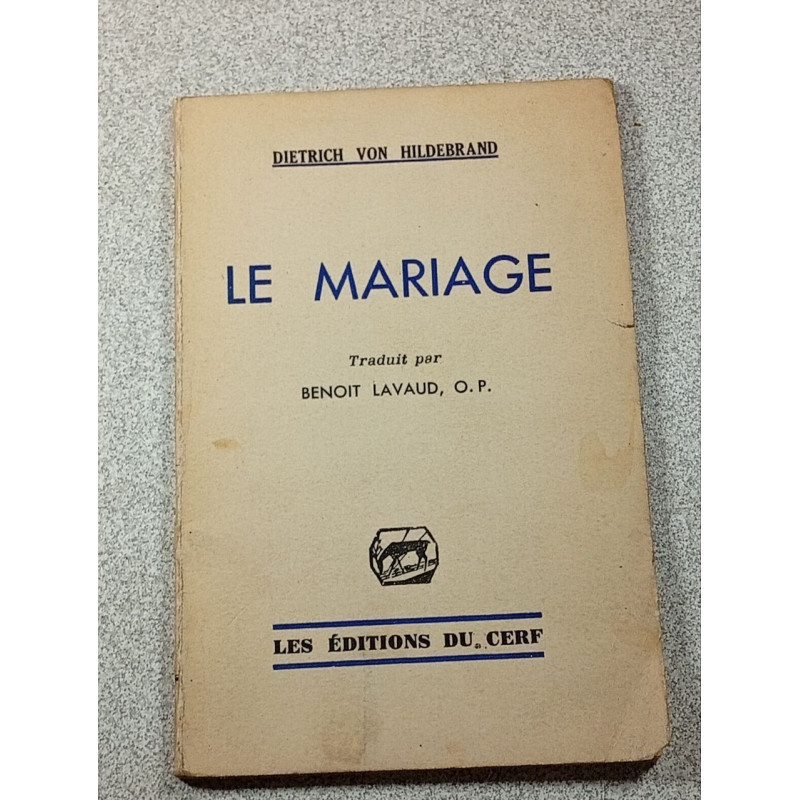 DIETRICH VON HILDEBRAND
LE MARIAGE
Traduit par
BENOIT LAVAUD, O.P.
LES ÉDITIONS DU CERF